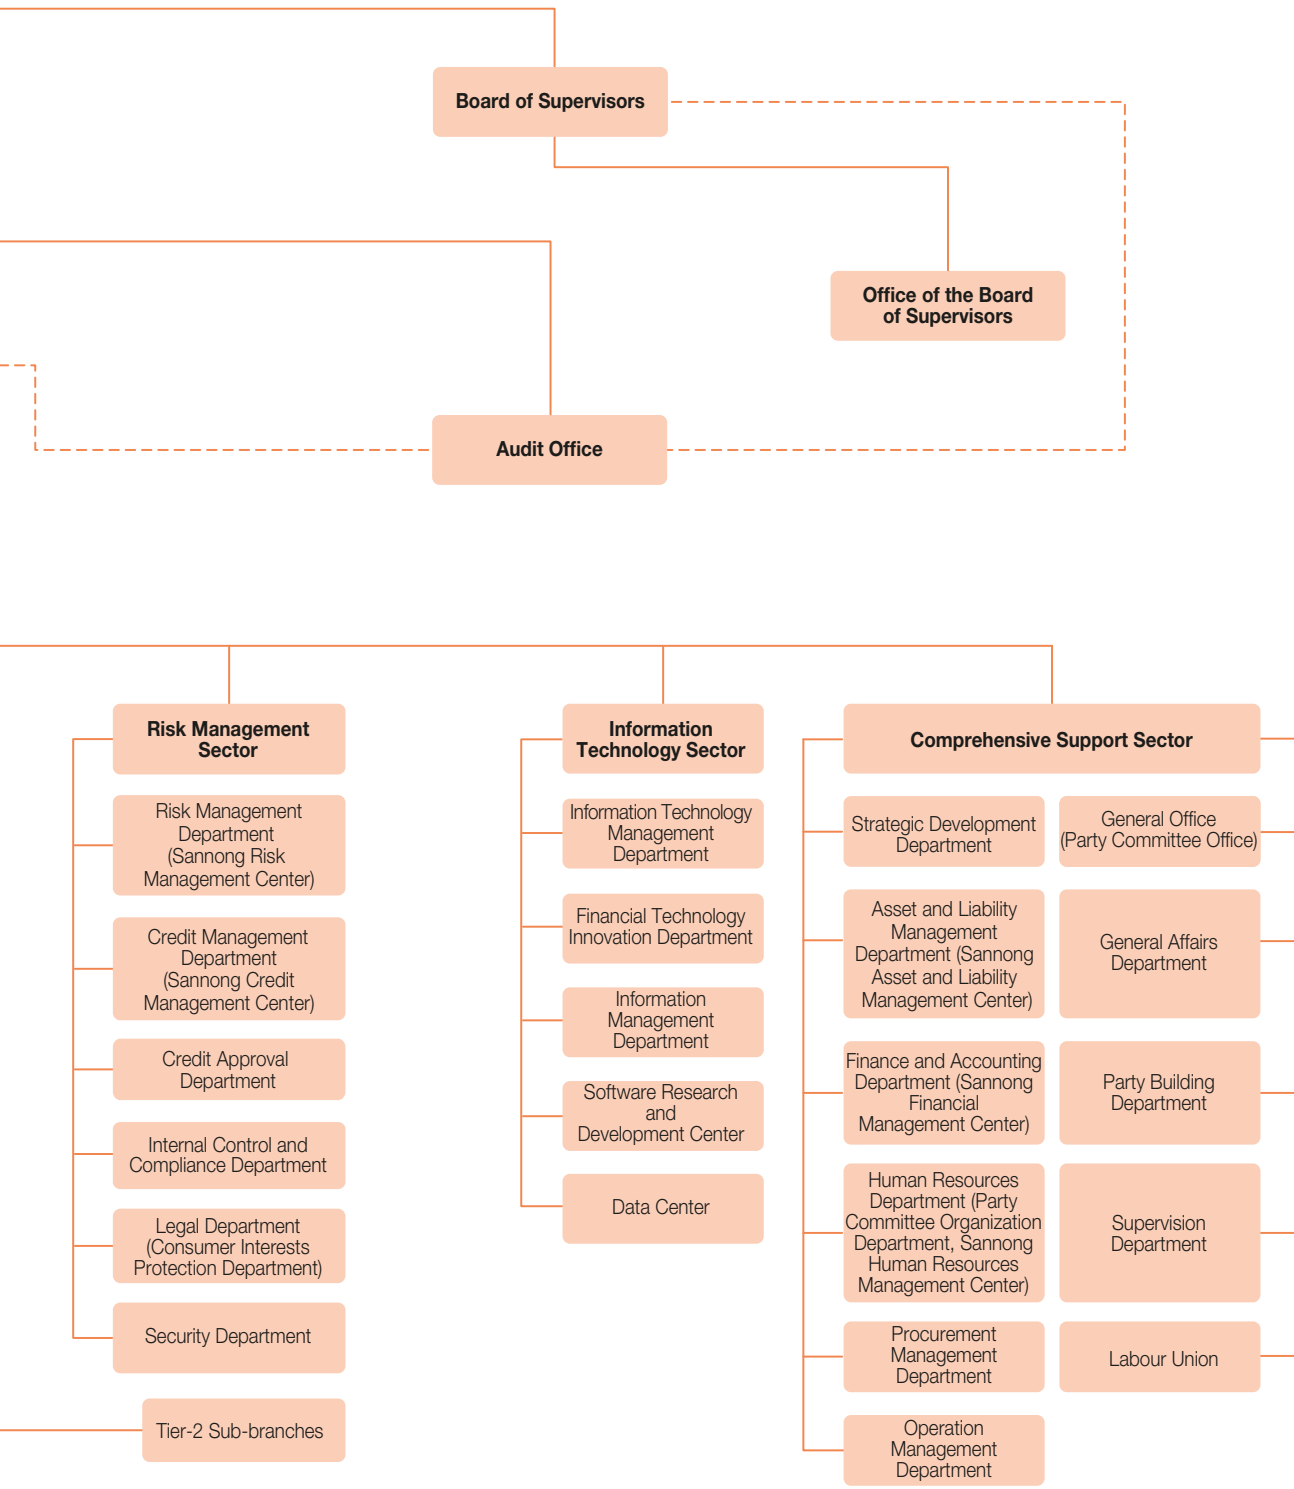 Board of Supervisors
Office of the Board
of Supervisors
Audit Office
Risk Management
Sector
Risk Management
Department
(Sannong Risk
Management Center)
Credit Management
Department
(Sannong Credit
Management Center)
Credit Approval
Department
Internal Control and
Compliance Department
Legal Department
(Consumer Interests
Protection Department)
Security Department
Tier-2 Sub-branches
Information
Technology Sector
Information Technology
Management
Department
Financial Technology
Innovation Department
Information
Management
Department
Software Research
and
Development Center
Data Center
Comprehensive Support Sector
Strategic Development
Department
Asset and Liability
Management
Department (Sannong
Asset and Liability
Management Center)
Finance and Accounting
Department (Sannong
Financial
Management Center)
Human Resources
Department (Party
Committee Organization
Department, Sannong
Human Resources
Management Center)
Procurement
Management
Department
Operation
Management
Department
General Office
(Party Committee Office)
General Affairs
Department
Party Building
Department
Supervision
Department
Labour Union